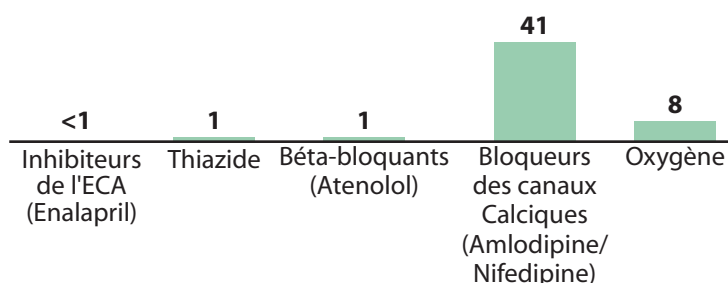 <1
1
1
41
8
Inhibiteurs
de l'ECA
(Enalapril)
Thiazide
Béta-bloquants
(Atenolol)
Bloqueurs
des canaux
Calciques
(Amlodipine/
Nifedipine)
Oxygène